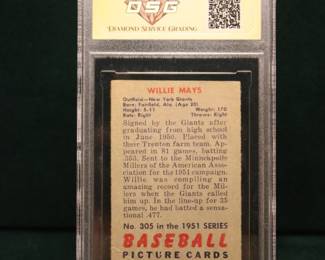 DSG
DIAMOND SERVICE GRADING
WILLIE MAYS
Outfield—New York Giants
Born: Fairfield, Ala. (Age 20)
Height: 5-11 Weight: 170
Bats: Right Throws: Right
Signed by the Giants after
graduating from high school
in June 1950. Placed with
their Trenton farm team. Ap-
peared in 81 games, batting
.353. Sent to the Minneapolis
Millers of the American Asso-
ciation for the 1951 campaign.
Willie was amazing for the Mil-
lers when the Giants called
him up. In the line-up for 35
games, he had batted a sensa-
tional .477.
No. 305 in the 1951 SERIES
BASEBALL
PICTURE CARDS